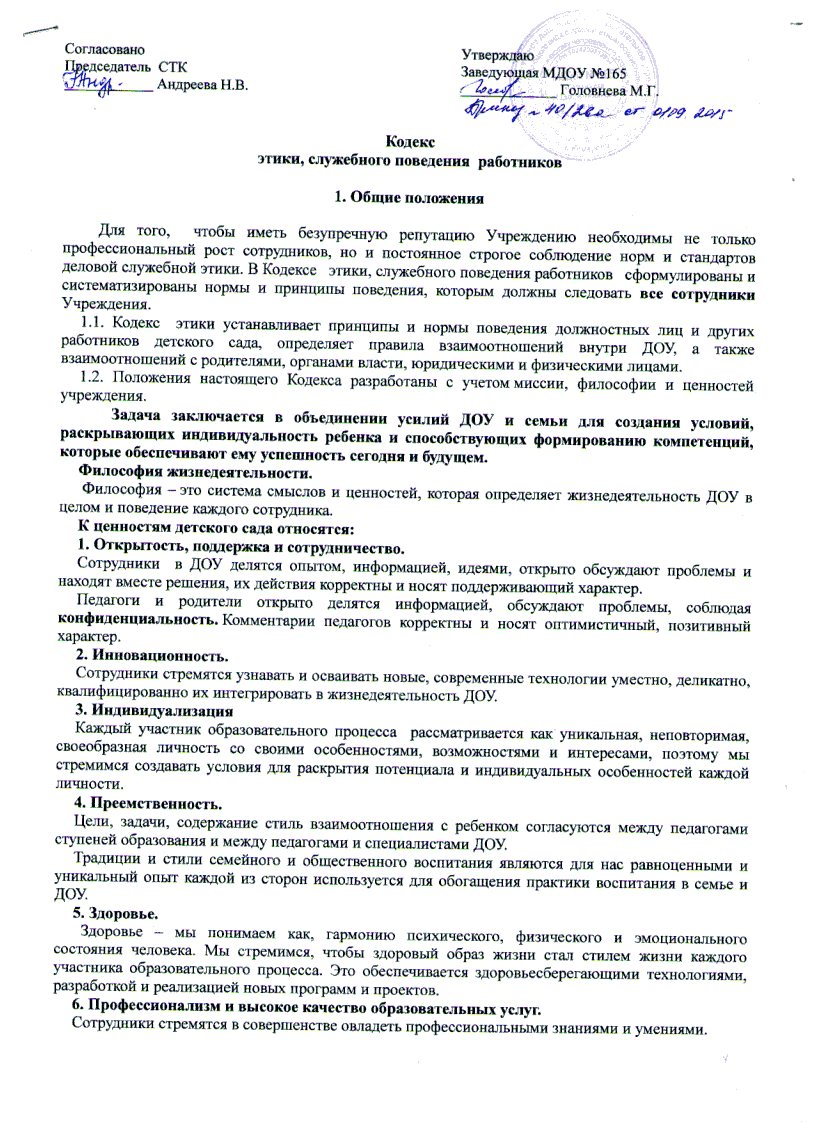 Согласовано
Председатель СТК
Андреева Н.В.
Утверждаю
Заведующая МДОУ №165
Головнева М.Г.
от 01.09.2015
Кодекс
этики, служебного поведения работников
1. Общие положения
Для того, чтобы иметь безупречную репутацию Учреждению необходимы не только
профессиональный рост сотрудников, но и постоянное строгое соблюдение норм и стандартов
деловой служебной этики. В Кодексе этики, служебного поведения работников сформулированы и
систематизированы нормы и принципы поведения, которым должны следовать все сотрудники
Учреждения.
1.1. Кодекс этики устанавливает принципы и нормы поведения должностных лиц и других
работников детского сада, определяет правила взаимоотношений внутри ДОУ, а также
взаимоотношений с родителями, органами власти, юридическими и физическими лицами.
1.2. Положения настоящего Кодекса разработаны с учетом миссии, философии и ценностей
учреждения.
Задача заключается в объединении усилий ДОУ и семьи для создания условий,
раскрывающих индивидуальность ребенка и способствующих формированию компетенций,
которые обеспечивают ему успешность сегодня и будущем.
Философия жизнедеятельности.
Философия – это система смыслов и ценностей, которая определяет жизнедеятельность ДОУ в
целом и поведение каждого сотрудника.
К ценностям детского сада относятся:
1. Открытость, поддержка и сотрудничество.
Сотрудники в ДОУ делятся опытом, информацией, идеями, открыто обсуждают проблемы и
находят вместе решения, их действия корректны и носят поддерживающий характер.
Педагоги и родители открыто делятся информацией, обсуждают проблемы, соблюдая
конфиденциальность. Комментарии педагогов корректны и носят оптимистичный, позитивный
характер.
2. Инновационность.
Сотрудники стремятся узнавать и осваивать новые, современные технологии уместно, деликатно,
квалифицированно их интегрировать в жизнедеятельность ДОУ.
3. Индивидуализация
Каждый участник образовательного процесса рассматривается как уникальная, неповторимая,
своеобразная личность со своими особенностями, возможностями и интересами, поэтому мы
стремимся создавать условия для раскрытия потенциала и индивидуальных особенностей каждой
личности.
4. Преемственность.
Цели, задачи, содержание стиль взаимоотношения с ребенком согласуются между педагогами
ступеней образования и между педагогами и специалистами ДОУ.
Традиции и стили семейного и общественного воспитания являются для нас равноценными и
уникальный опыт каждой из сторон используется для обогащения практики воспитания в семье и
ДОУ.
5. Здоровье.
Здоровье – мы понимаем как, гармонию психического, физического и эмоционального
состояния человека. Мы стремимся, чтобы здоровый образ жизни стал стилем жизни каждого
участника образовательного процесса. Это обеспечивается здоровьесберегающими технологиями,
разработкой и реализацией новых программ и проектов.
6. Профессионализм и высокое качество образовательных услуг.
Сотрудники стремятся в совершенстве овладеть профессиональными знаниями и умениями.